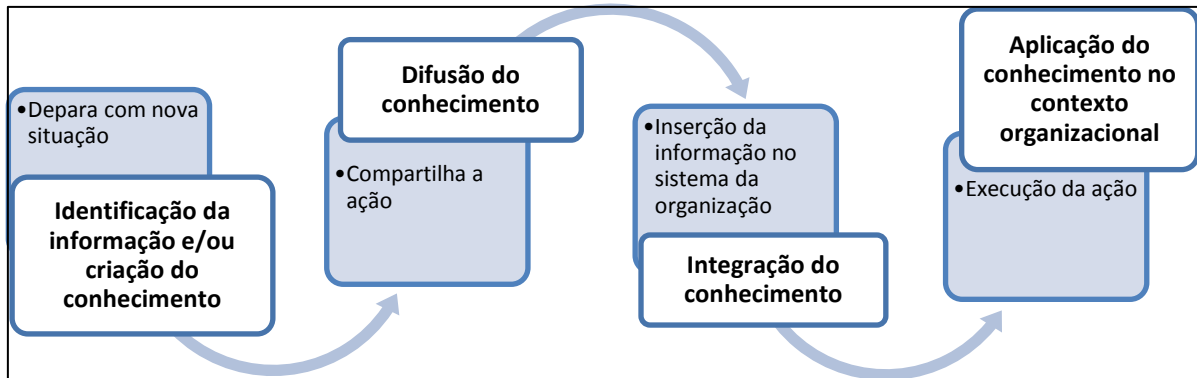 •Depara com nova
situação
Identificação da
informação e/ou
criação do
conhecimento
Difusão do
conhecimento
•Compartilha a
ação
•Inserção da
informação no
sistema da
organização
Integração do
conhecimento
Aplicação do
conhecimento no
contexto
organizacional
•Execução da ação